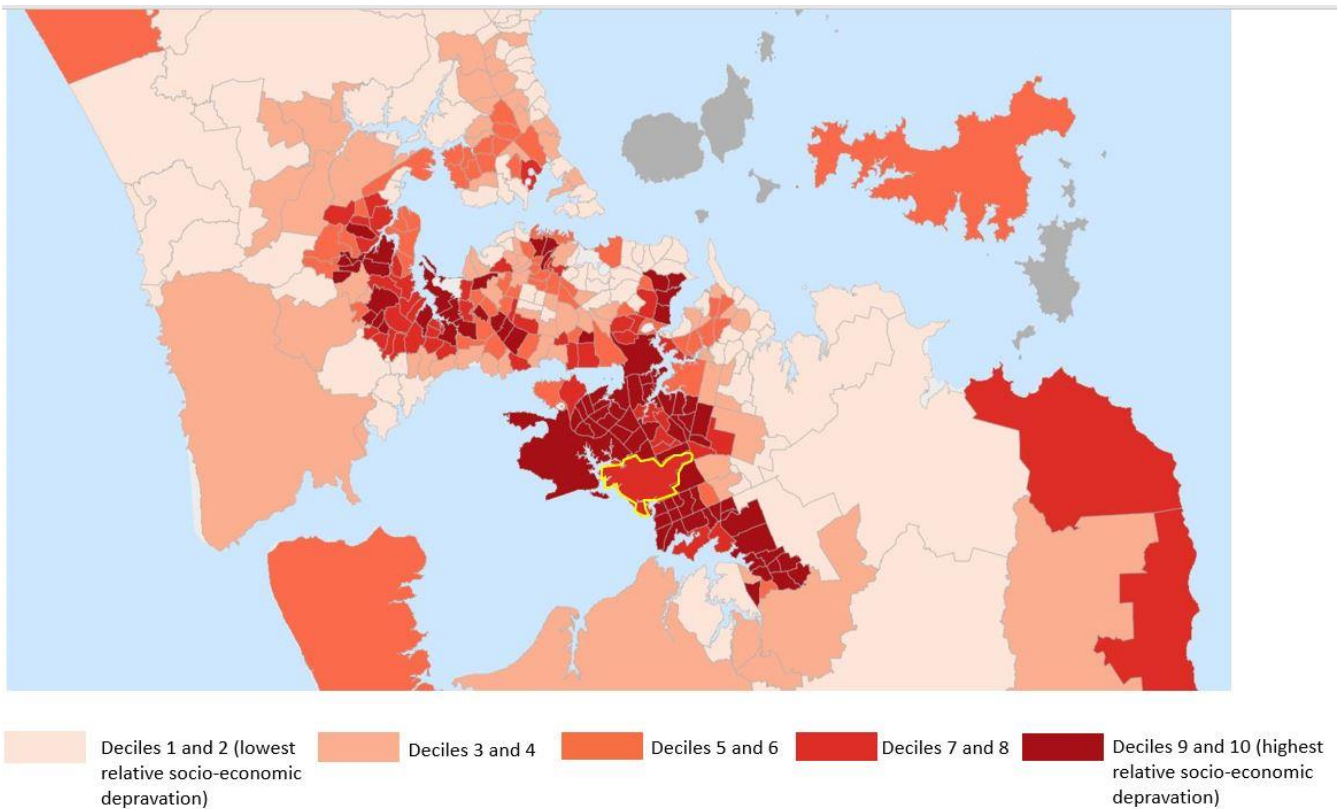 Deciles 1 and 2 (lowest
relative socio-economic
depravation)
Deciles 3 and 4
Deciles 5 and 6
Deciles 7 and 8
Deciles 9 and 10 (highest
relative socio-economic
depravation)